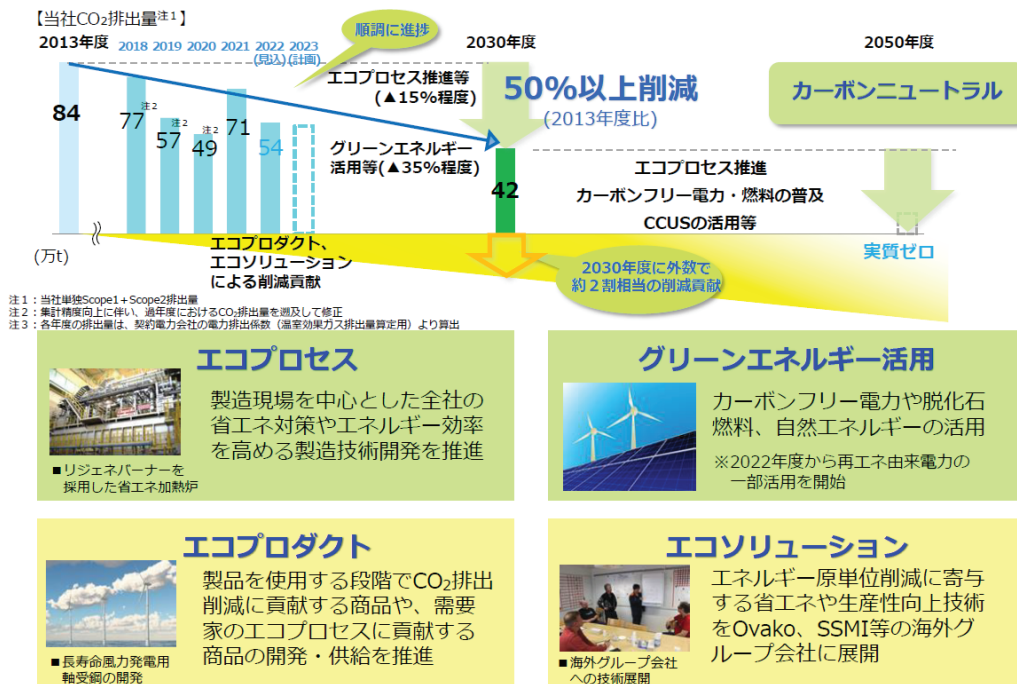 【当社CO₂排出量注1】
2013年度 2018 2019 2020 2021 2022 2023 2030年度 2050年度
(見込)(計画)
順調に進捗
エコプロセス推進等
(▲15%程度)
50%以上削減
(2013年度比)
カーボンニュートラル
84
77注2
57注2
49注2
71
54
グリーンエネルギー
活用等(▲35%程度)
42
エコプロセス推進
カーボンフリー電力・燃料の普及
CCUSの活用等
(万t)
エコプロダクト、
エコソリューション
による削減貢献
2030年度に外数で
約2割相当の削減貢献
実質ゼロ
注1:当社単独Scope1+Scope2排出量
注2:集計精度向上に伴い、過年度におけるCO₂排出量を遡及して修正
注3:各年度の排出量は、契約電力会社の電力排出係数(温室効果ガス排出量算定用)より算出
エコプロセス
製造現場を中心とした全社の
省エネ対策やエネルギー効率
を高める製造技術開発を推進
■リジェネバーナーを
採用した省エネ加熱炉
グリーンエネルギー活用
カーボンフリー電力や脱化石
燃料、自然エネルギーの活用
※2022年度から再エネ由来電力の
一部活用を開始
エコプロダクト
製品を使用する段階でCO₂排出
削減に貢献する商品や、需要
家のエコプロセスに貢献する
商品の開発・供給を推進
■長寿命風力発電用
軸受鋼の開発
エコソリューション
エネルギー原単位削減に寄与
する省エネや生産性向上技術
をOvako、SSMI等の海外グ
ループ会社に展開
■海外グループ会社
への技術展開